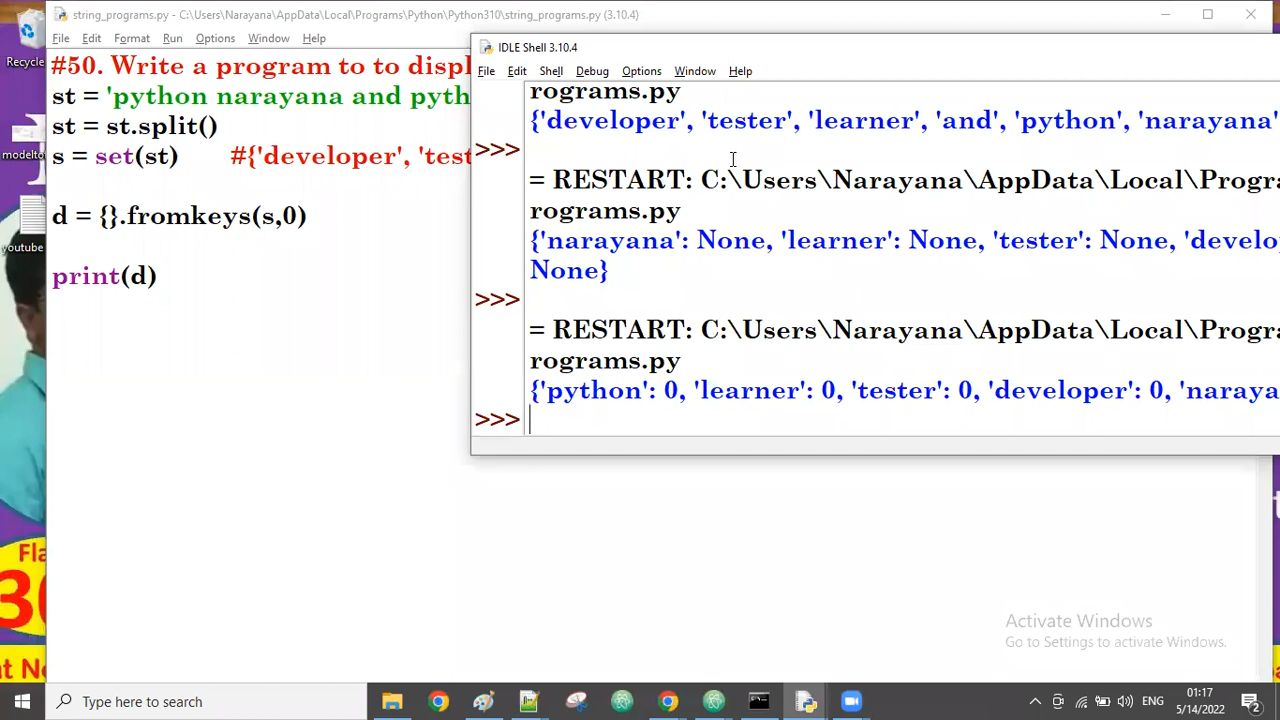 string_programs.py - C:\Users\Narayana\AppData\Local\Programs\Python\Python310\string_programs.py (3.10.4)
File Edit Format Run Options Window Help
Recycle
#50. Write a program to to displ
st = 'python narayana and pyth
st = st.split()
s = set(st) #{'developer', 'test
d = {}.fromkeys(s,0)
print(d)
modelto
youtube
IDLE Shell 3.10.4
File Edit Shell Debug Options Window Help
rograms.py
{'developer', 'tester', 'learner', 'and', 'python', 'narayana'
>>>
= RESTART: C:\Users\Narayana\AppData\Local\Progra
rograms.py
{'narayana': None, 'learner': None, 'tester': None, 'develo
None}
>>>
= RESTART: C:\Users\Narayana\AppData\Local\Progra
rograms.py
{'python': 0, 'learner': 0, 'tester': 0, 'developer': 0, 'naraya
>>>
Fla
30
t No
Activate Windows
Go to Settings to activate Windows.
Type here to search
ENG
01:17
5/14/2022
2